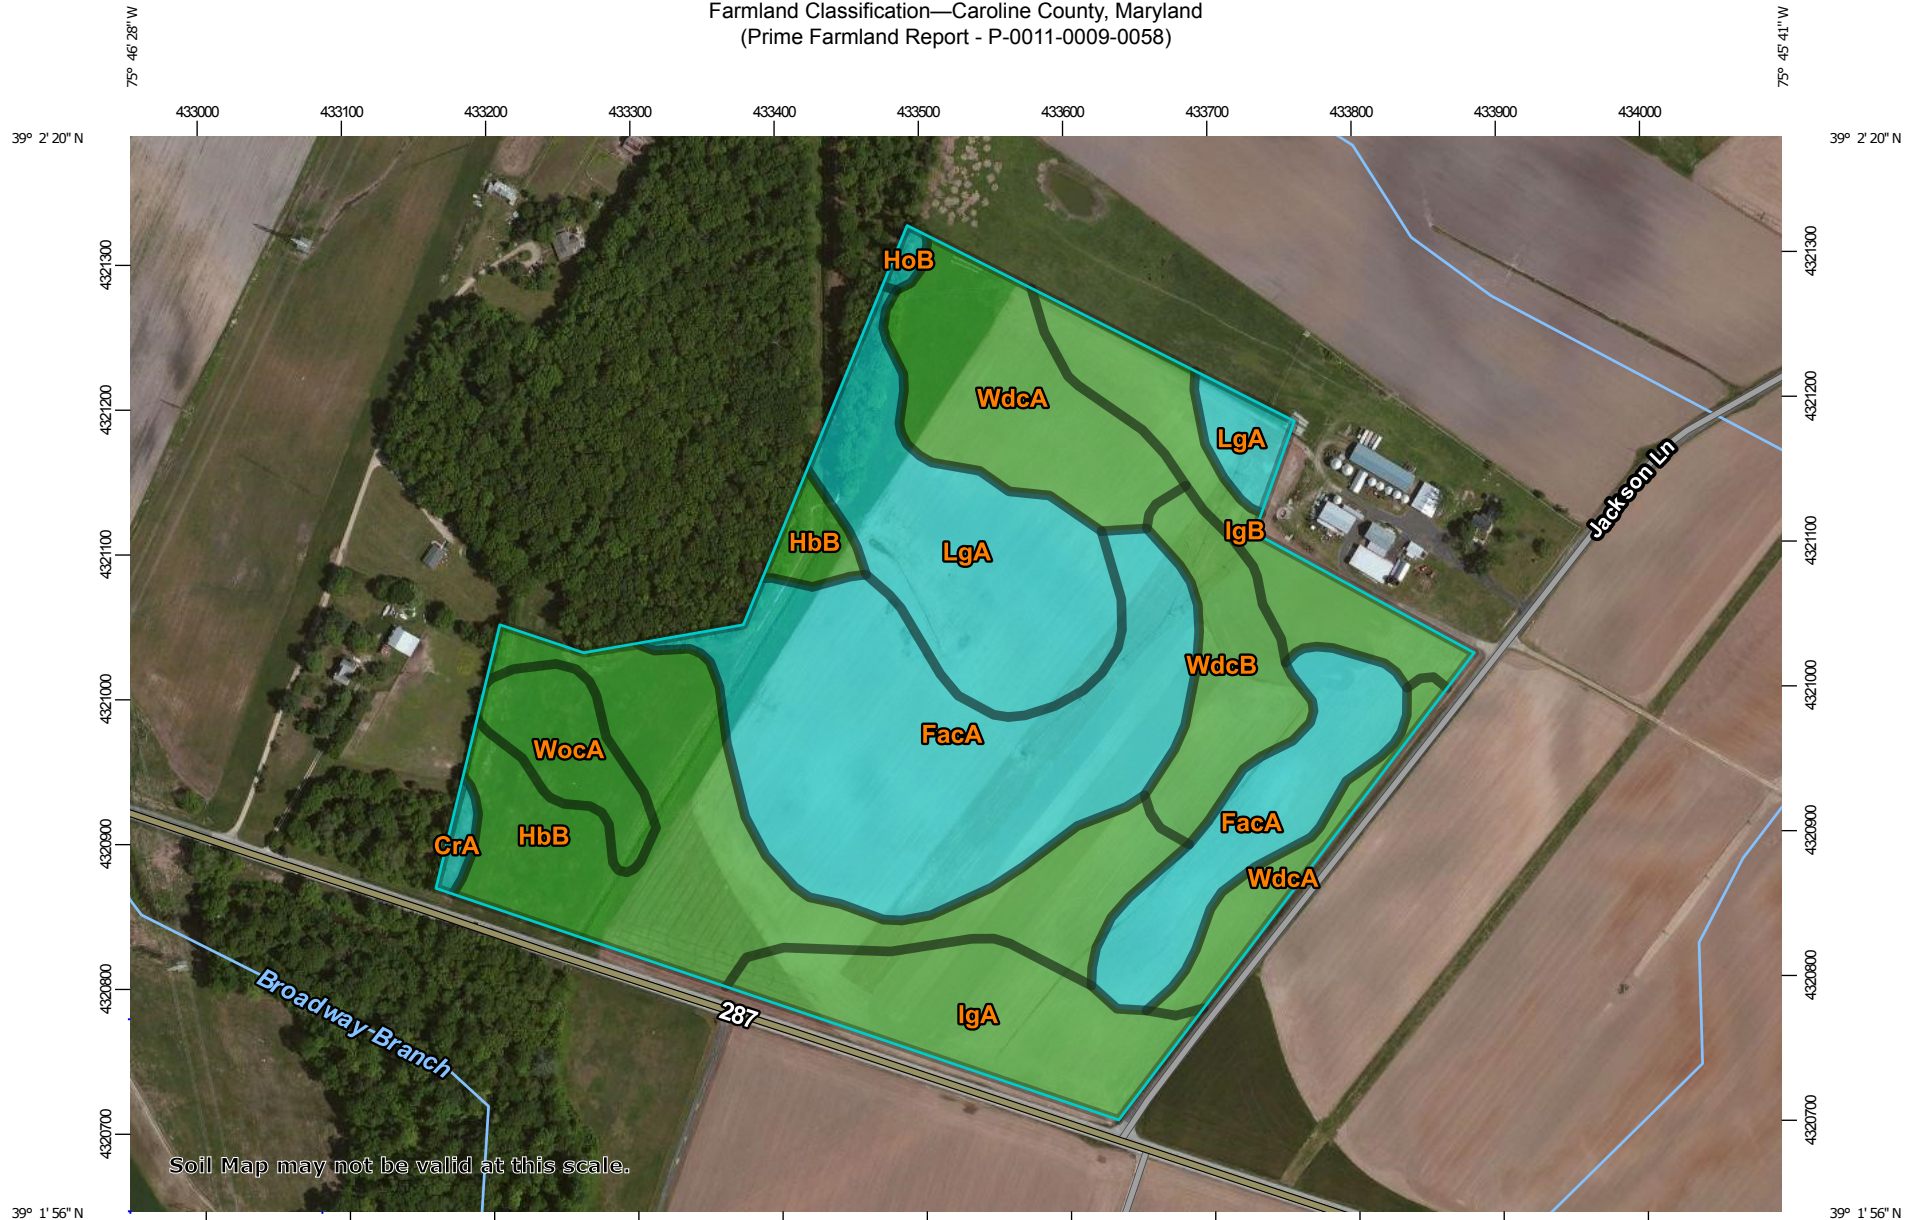 Farmland Classification—Caroline County, Maryland
(Prime Farmland Report - P-0011-0009-0058)
75° 46' 28'' W
75° 45' 41'' W
433000
433100
433200
433300
433400
433500
433600
433700
433800
433900
434000
39° 2' 20'' N
39° 2' 20'' N
4321300
4321300
HoB
4321200
4321200
WdcA
LgA
Jackson Ln
4321100
4321100
HbB
LgA
IgB
4321000
4321000
WdcB
FacA
WocA
4320900
4320900
CrA
HbB
FacA
WdcA
4320800
4320800
Broadway Branch
287
IgA
4320700
4320700
Soil Map may not be valid at this scale.
39° 1' 56'' N
39° 1' 56'' N